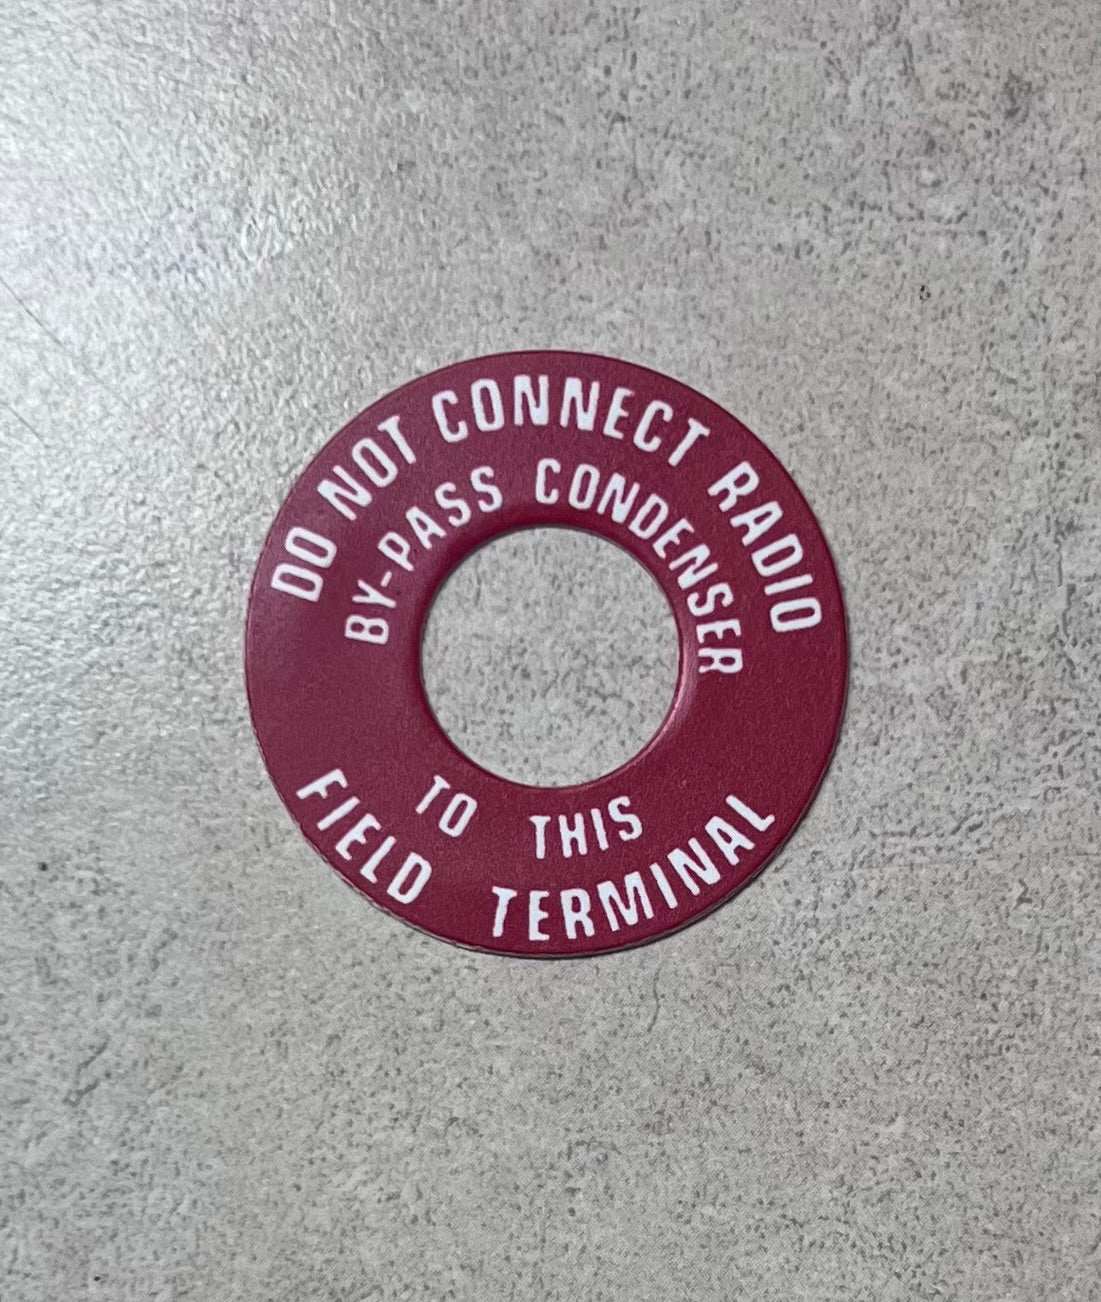 DO NOT CONNECT RADIO
BY-PASS CONDENSER
TO THIS
FIELD TERMINAL